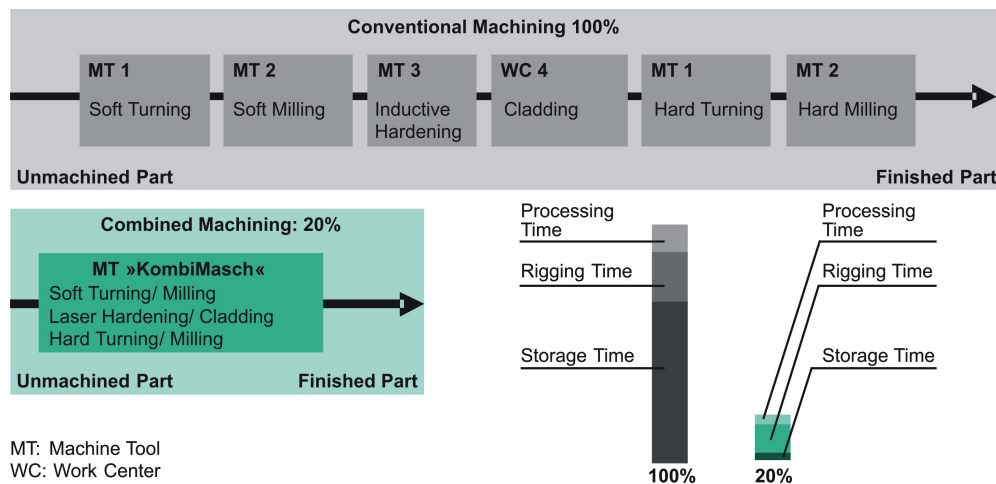 Conventional Machining 100%
MT 1
Soft Turning
MT 2
Soft Milling
MT 3
Inductive
Hardening
WC 4
Cladding
MT 1
Hard Turning
MT 2
Hard Milling
Unmachined Part
Finished Part
Combined Machining: 20%
MT »KombiMasch«
Soft Turning/ Milling
Laser Hardening/ Cladding
Hard Turning/ Milling
Unmachined Part
Finished Part
Processing
Time
Rigging Time
Storage Time
100%
Processing
Time
Rigging Time
Storage Time
20%
MT: Machine Tool
WC: Work Center